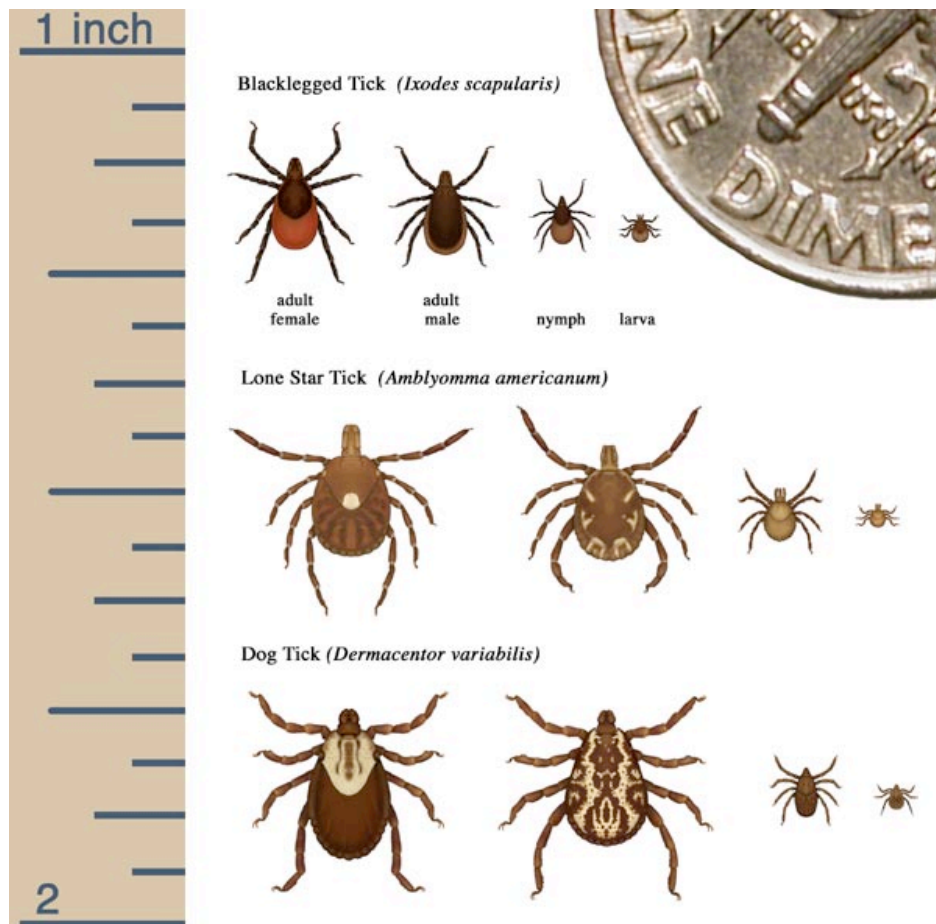 1 inch
Blacklegged Tick (Ixodes scapularis)
adult
female
adult
male
nymph
larva
Lone Star Tick (Amblyomma americanum)
Dog Tick (Dermacentor variabilis)
2
ONE DIME